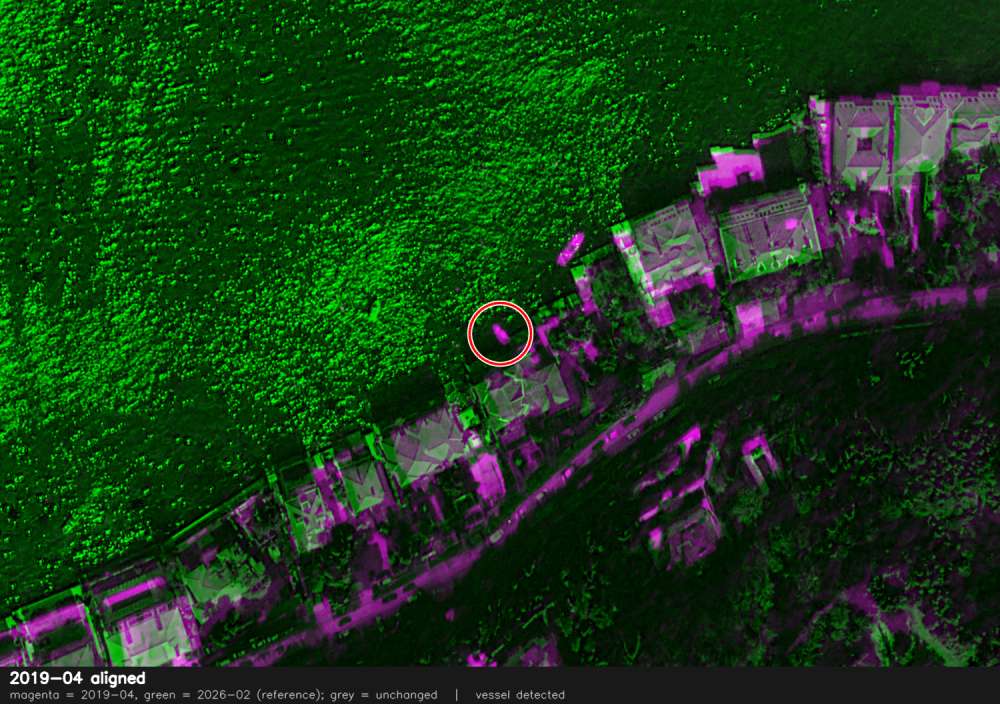 2019-04 aligned
magenta = 2019-04, green = 2026-02 (reference); grey = unchanged | vessel detected